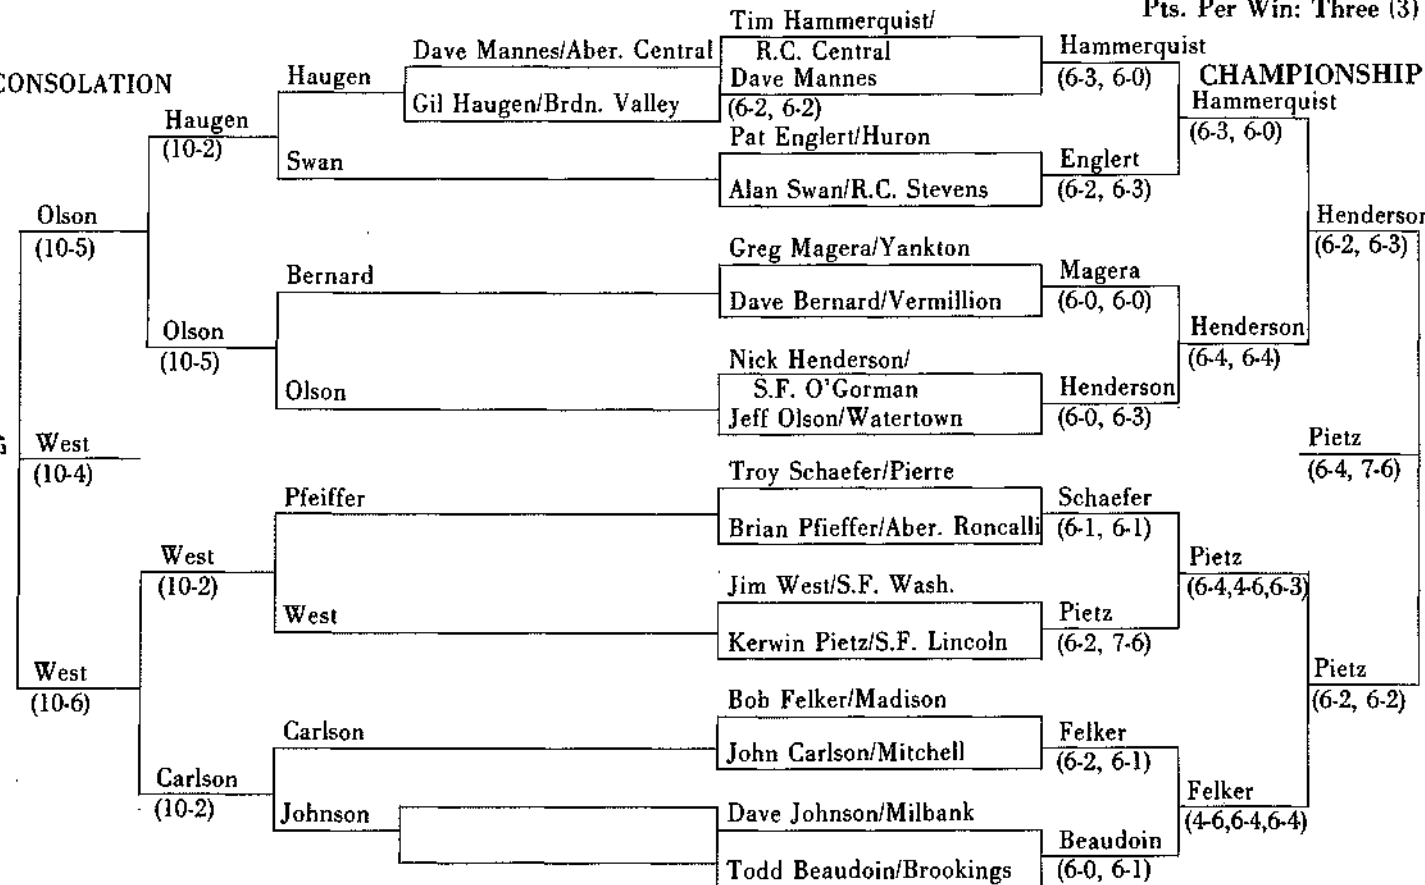 Pts. Per Win: Three (3)
CONSOLATION
CHAMPIONSHIP
Olson
(10-5)
West
(10-4)
West
(10-6)
Haugen
(10-2)
Olson
(10-5)
West
(10-2)
Carlson
(10-2)
Haugen
Swan
Bernard
Olson
Pfeiffer
West
Carlson
Johnson
Dave Mannes/Aber. Central
Gil Haugen/Brdn. Valley
Tim Hammerquist/
R.C. Central
Dave Mannes
(6-2, 6-2)
Pat Englert/Huron
Alan Swan/R.C. Stevens
Greg Magera/Yankton
Dave Bernard/Vermillion
Nick Henderson/
S.F. O'Gorman
Jeff Olson/Watertown
Troy Schaefer/Pierre
Brian Pfieffer/Aber. Roncalli
Jim West/S.F. Wash.
Kerwin Pietz/S.F. Lincoln
Bob Felker/Madison
John Carlson/Mitchell
Dave Johnson/Milbank
Todd Beaudoin/Brookings
Hammerquist
(6-3, 6-0)
Englert
(6-2, 6-3)
Magera
(6-0, 6-0)
Henderson
(6-0, 6-3)
Schaefer
(6-1, 6-1)
Pietz
(6-2, 7-6)
Felker
(6-2, 6-1)
Beaudoin
(6-0, 6-1)
Hammerquist
(6-3, 6-0)
Henderson
(6-4, 6-4)
Pietz
(6-4,4-6,6-3)
Felker
(4-6,6-4,6-4)
Henderson
(6-2, 6-3)
Pietz
(6-2, 6-2)
Pietz
(6-4, 7-6)